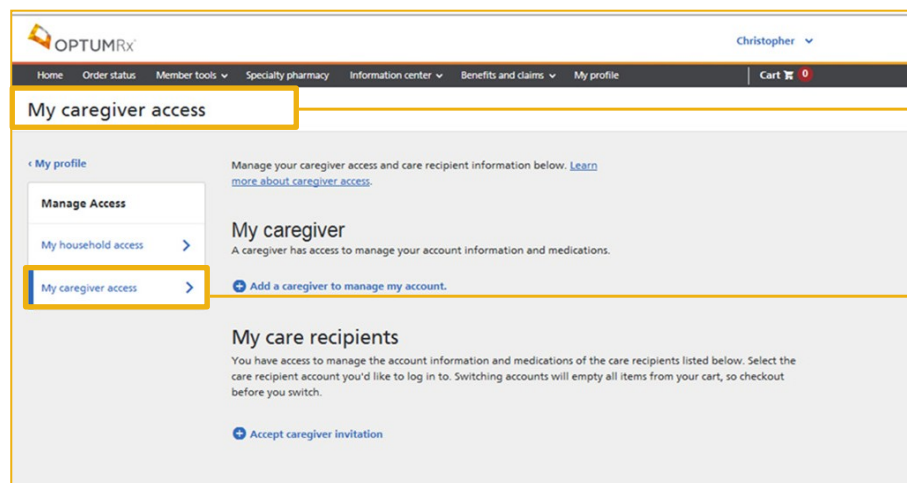 OPTUMRx
Christopher
Home Order status Member tools Specialty pharmacy Information center Benefits and claims My profile Cart 0
My caregiver access
‹ My profile
Manage Access
My household access
My caregiver access
Manage your caregiver access and care recipient information below. Learn
more about caregiver access.
My caregiver
A caregiver has access to manage your account information and medications.
Add a caregiver to manage my account.
My care recipients
You have access to manage the account information and medications of the care recipients listed below. Select the
care recipient account you'd like to log in to. Switching accounts will empty all items from your cart, so checkout
before you switch.
Accept caregiver invitation